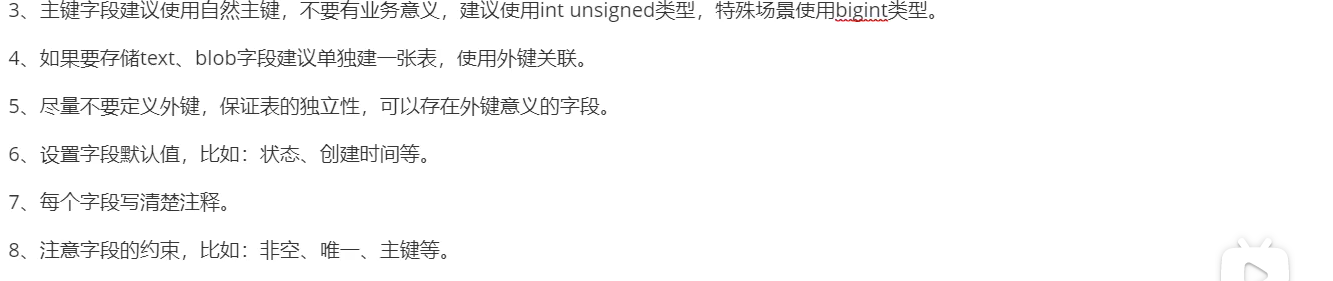 3、主键字段建议使用自然主键，不要有业务意义，建议使用int unsigned类型，特殊场景使用bigint类型。
4、如果要存储text、blob字段建议单独建一张表，使用外键关联。
5、尽量不要定义外键，保证表的独立性，可以存在外键意义的字段。
6、设置字段默认值，比如：状态、创建时间等。
7、每个字段写清楚注释。
8、注意字段的约束，比如：非空、唯一、主键等。